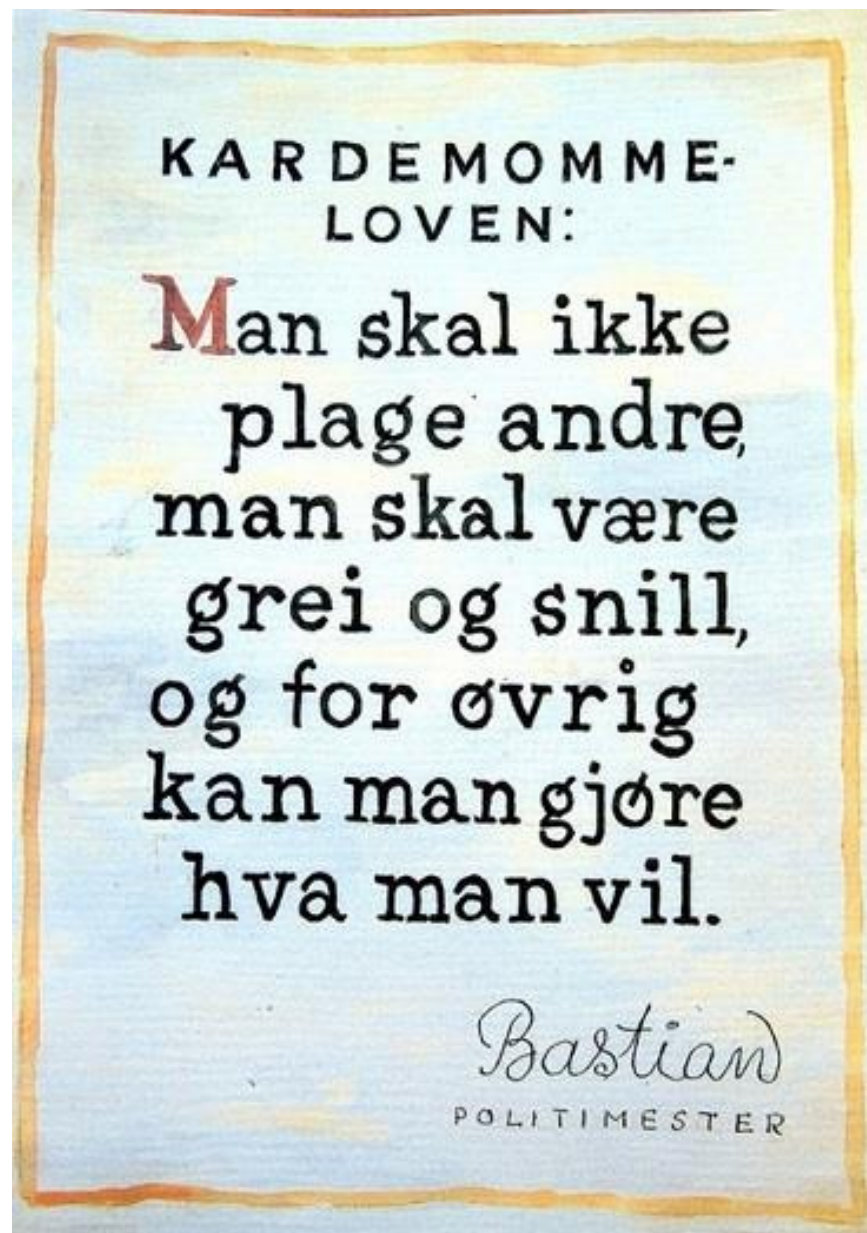 KARDEMOMME-
LOVEN:
Man skal ikke
plage andre,
man skal være
grei og snill,
og for øvrig
kan man gjøre
hva man vil.
Bastian
POLITIMESTER